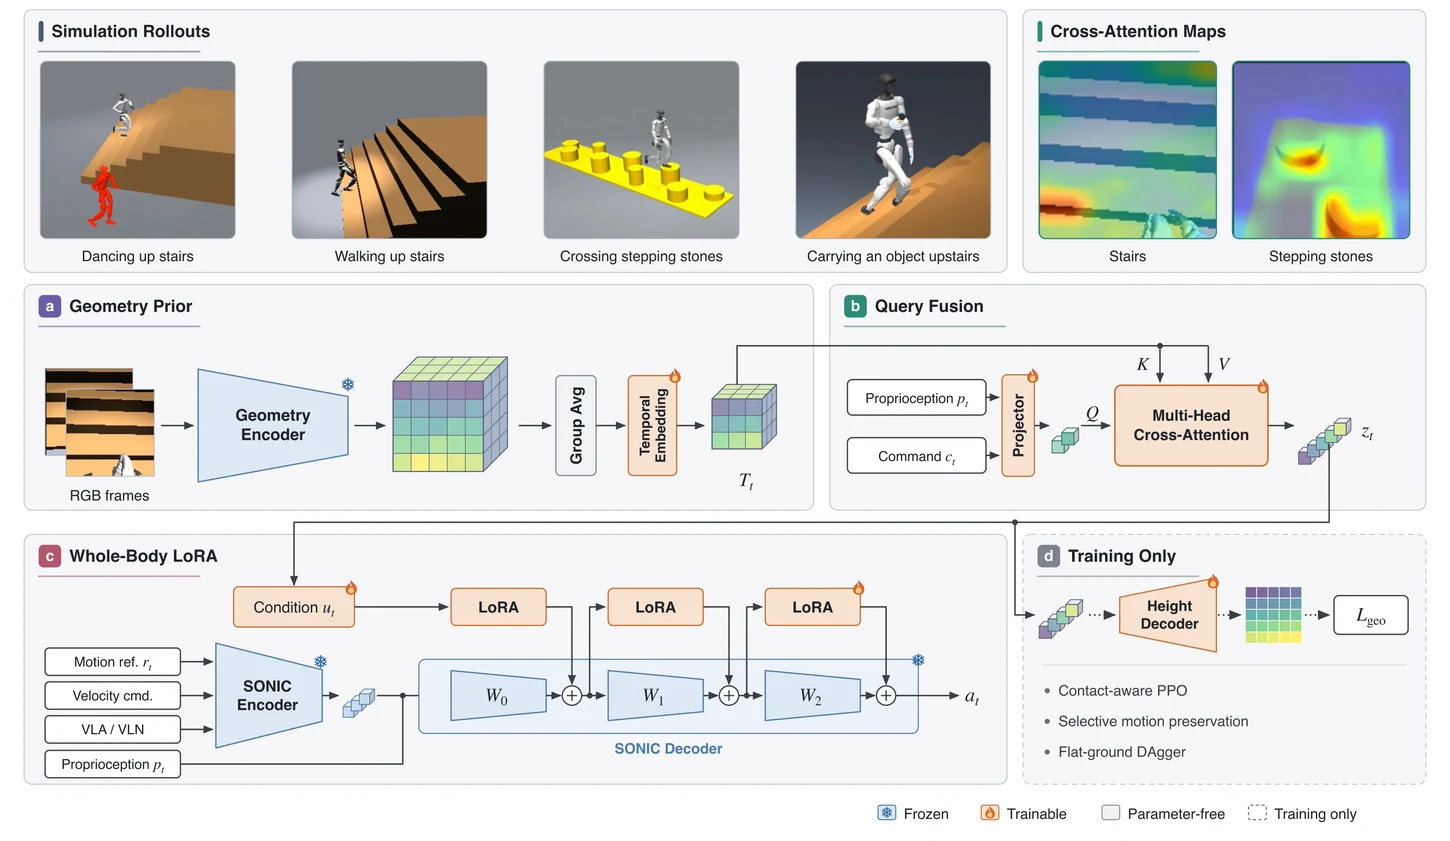 Simulation Rollouts
Dancing up stairs
Walking up stairs
Crossing stepping stones
Carrying an object upstairs
Cross-Attention Maps
Stairs
Stepping stones
a Geometry Prior
RGB frames
Geometry
Encoder
Group Avg
Temporal
Embedding
T_t
b Query Fusion
Proprioception p_t
Command c_t
Projector
Q
K
V
Multi-Head
Cross-Attention
z_t
c Whole-Body LoRA
Condition u_t
LoRA
LoRA
LoRA
Motion ref. r_t
Velocity cmd.
VLA / VLN
Proprioception p_t
SONIC
Encoder
W_0
+
W_1
+
W_2
+
a_t
SONIC Decoder
d Training Only
Height
Decoder
L_geo
• Contact-aware PPO
• Selective motion preservation
• Flat-ground DAgger
Frozen
Trainable
Parameter-free
Training only